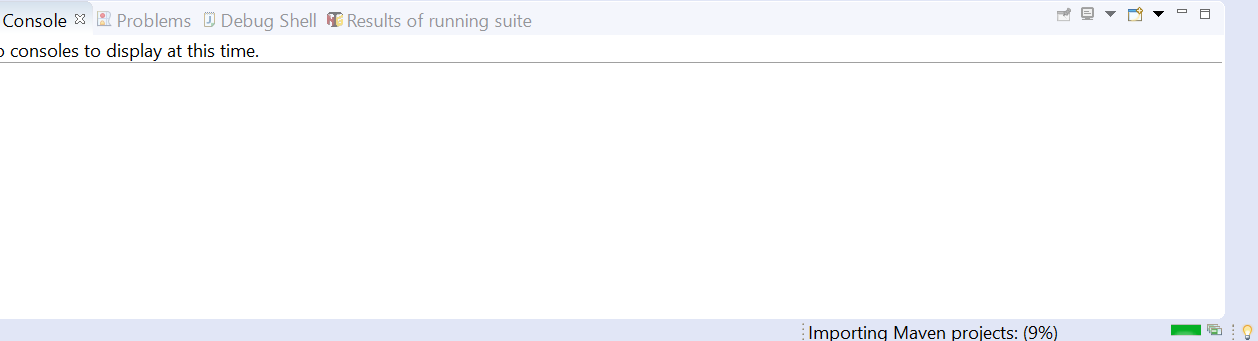 Console Problems Debug Shell Results of running suite
consoles to display at this time.
Importing Maven projects: (9%)